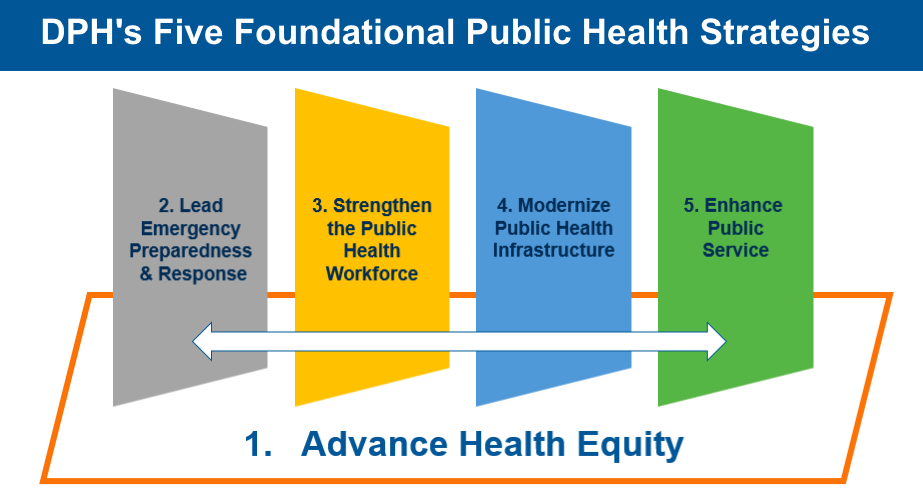 DPH's Five Foundational Public Health Strategies
2. Lead
Emergency
Preparedness
& Response
3. Strengthen
the Public
Health
Workforce
4. Modernize
Public Health
Infrastructure
5. Enhance
Public
Service
1. Advance Health Equity